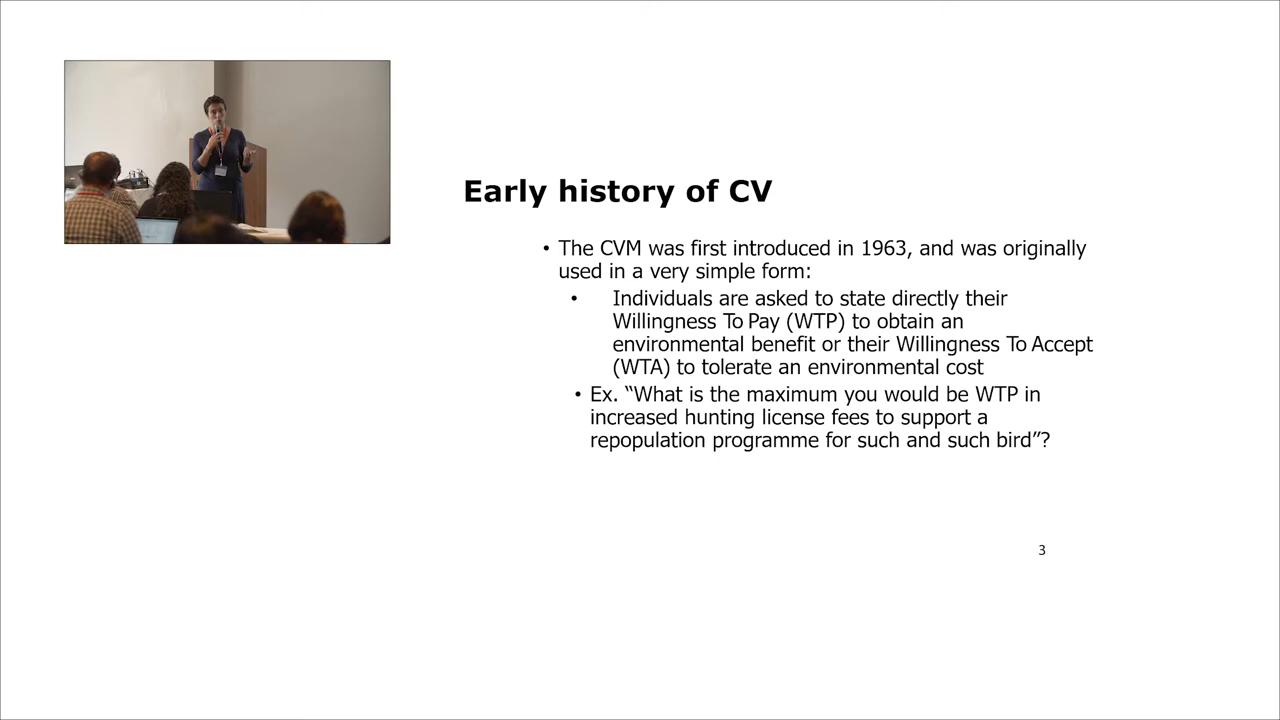 Early history of CV
• The CVM was first introduced in 1963, and was originally
used in a very simple form:
• Individuals are asked to state directly their
Willingness To Pay (WTP) to obtain an
environmental benefit or their Willingness To Accept
(WTA) to tolerate an environmental cost
• Ex. “What is the maximum you would be WTP in
increased hunting license fees to support a
repopulation programme for such and such bird”?
3